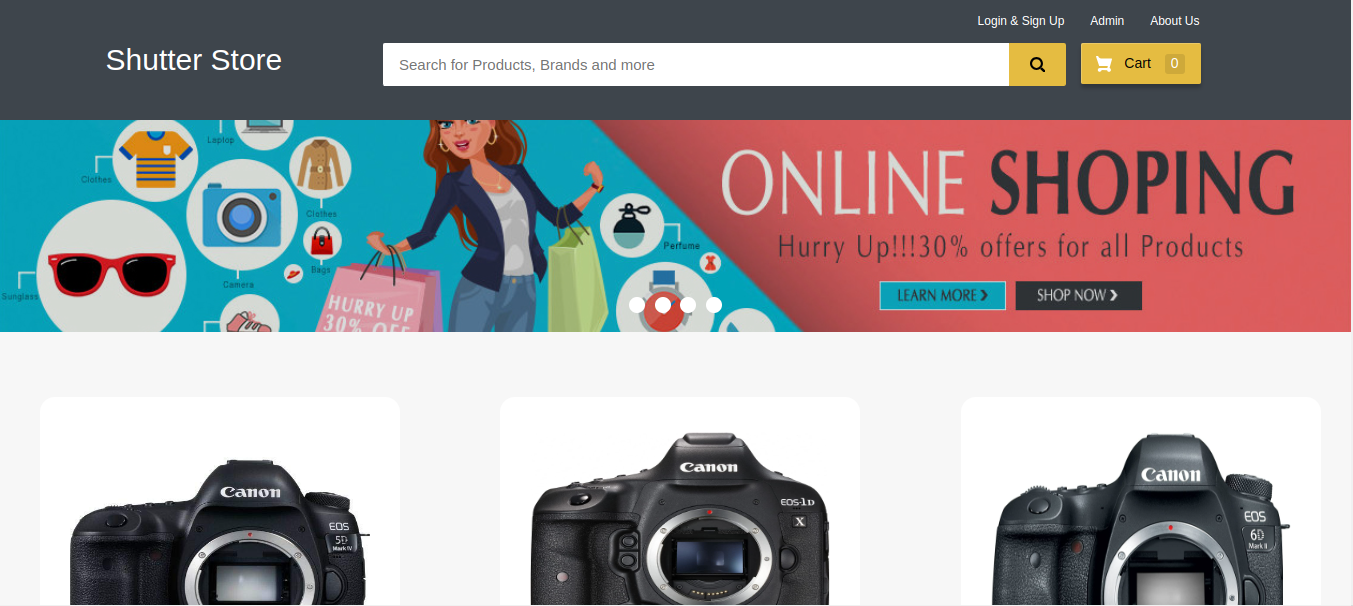 Login & Sign Up Admin About Us
Shutter Store
Search for Products, Brands and more
Cart 0
Laplop
Clothes
Clathes
Bags
Camera
Sunglass
Perfume
HURRY UP
30% OFF
ONLINE SHOPING
Hurry Up!!!30% offers for all Products
LEARN MORE
SHOP NOW
Canon
EOS
5D
Mark IV
Canon
EOS-1D
X
Canon
EOS
6D
Mark II